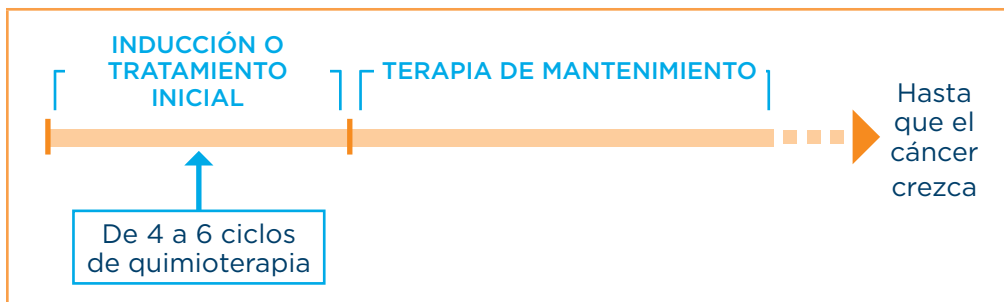 INDUCCIÓN O
TRATAMIENTO
INICIAL
TERAPIA DE MANTENIMIENTO
Hasta
que el
cáncer
crezca
De 4 a 6 ciclos
de quimioterapia